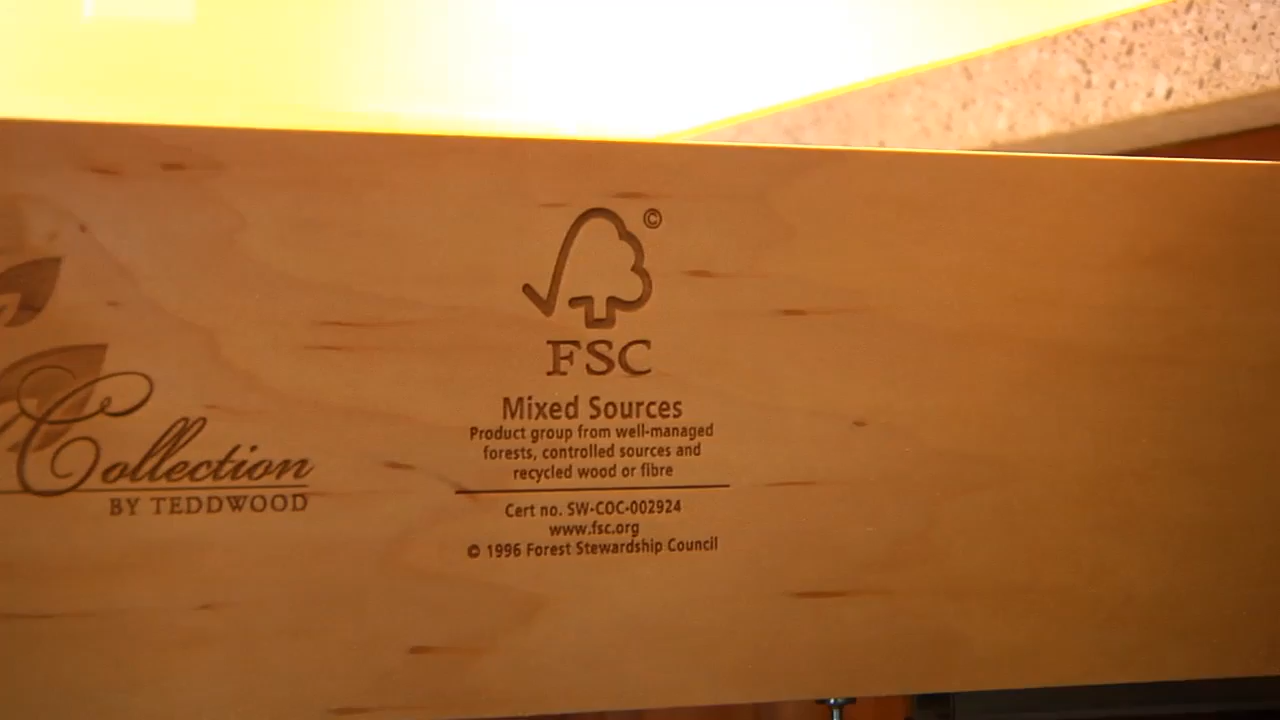 Collection
BY TEDDWOOD
©
FSC
Mixed Sources
Product group from well-managed
forests, controlled sources and
recycled wood or fibre
Cert no. SW-COC-002924
www.fsc.org
© 1996 Forest Stewardship Council